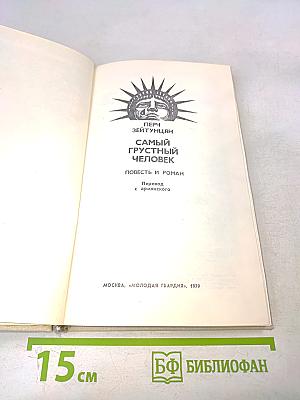 ПЕРЧ
ЗЕЙТУНЦЯН
САМЫЙ
ГРУСТНЫЙ
ЧЕЛОВЕК
ПОВЕСТЬ И РОМАН
Перевод
с армянского
МОСКВА, «МОЛОДАЯ ГВАРДИЯ», 1979
15 см
БФ БИБЛИОФАН